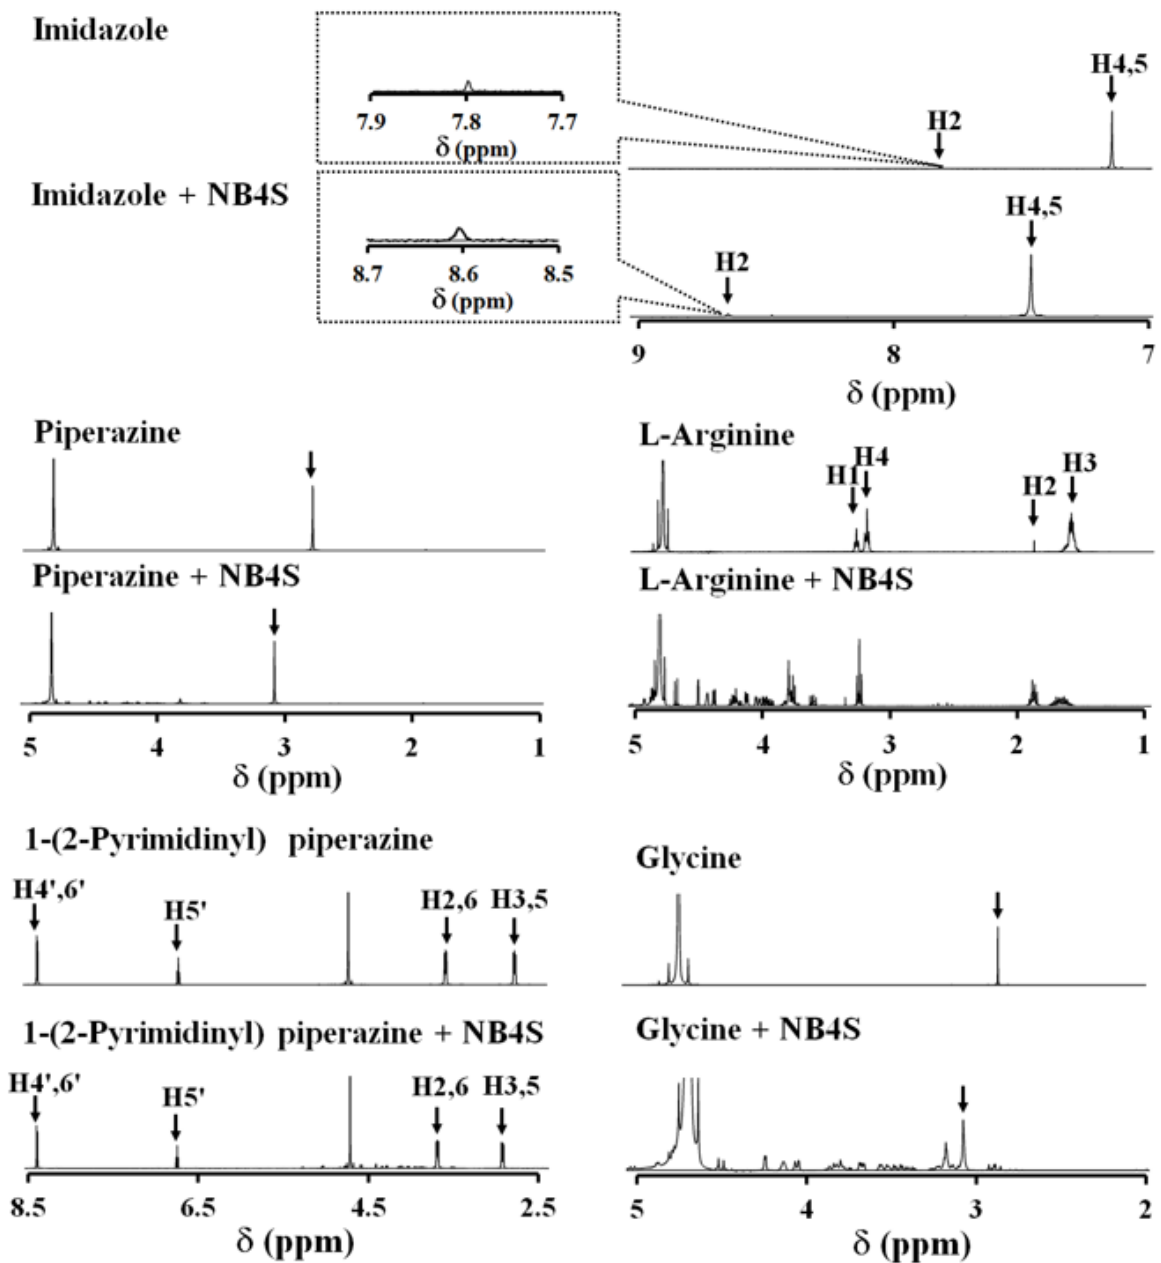 Imidazole
H4,5
H2
7.9 7.8 7.7
δ (ppm)
Imidazole + NB4S
H4,5
H2
8.7 8.6 8.5
δ (ppm)
9 8 7
δ (ppm)
Piperazine
Piperazine + NB4S
5 4 3 2 1
δ (ppm)
L-Arginine
H1 H4 H2 H3
L-Arginine + NB4S
5 4 3 2 1
δ (ppm)
1-(2-Pyrimidinyl) piperazine
H4',6' H5' H2,6 H3,5
1-(2-Pyrimidinyl) piperazine + NB4S
H4',6' H5' H2,6 H3,5
8.5 6.5 4.5 2.5
δ (ppm)
Glycine
Glycine + NB4S
5 4 3 2
δ (ppm)